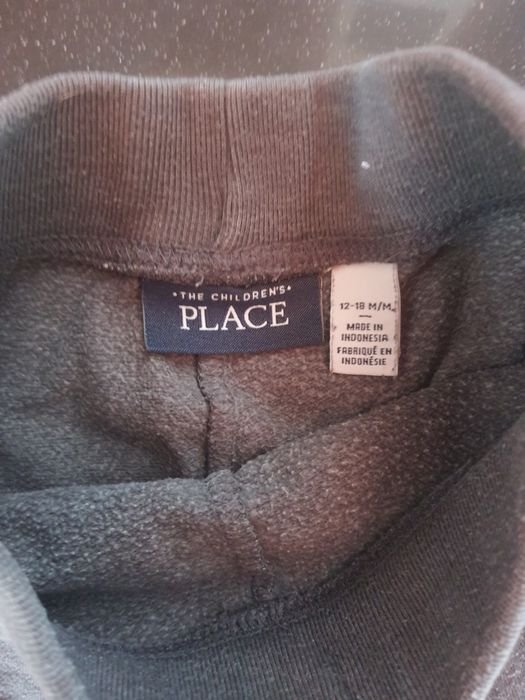 • THE CHILDREN'S •
PLACE
12-18 M/M
—
MADE IN
INDONESIA
FABRIQUÉ EN
INDONÉSIE